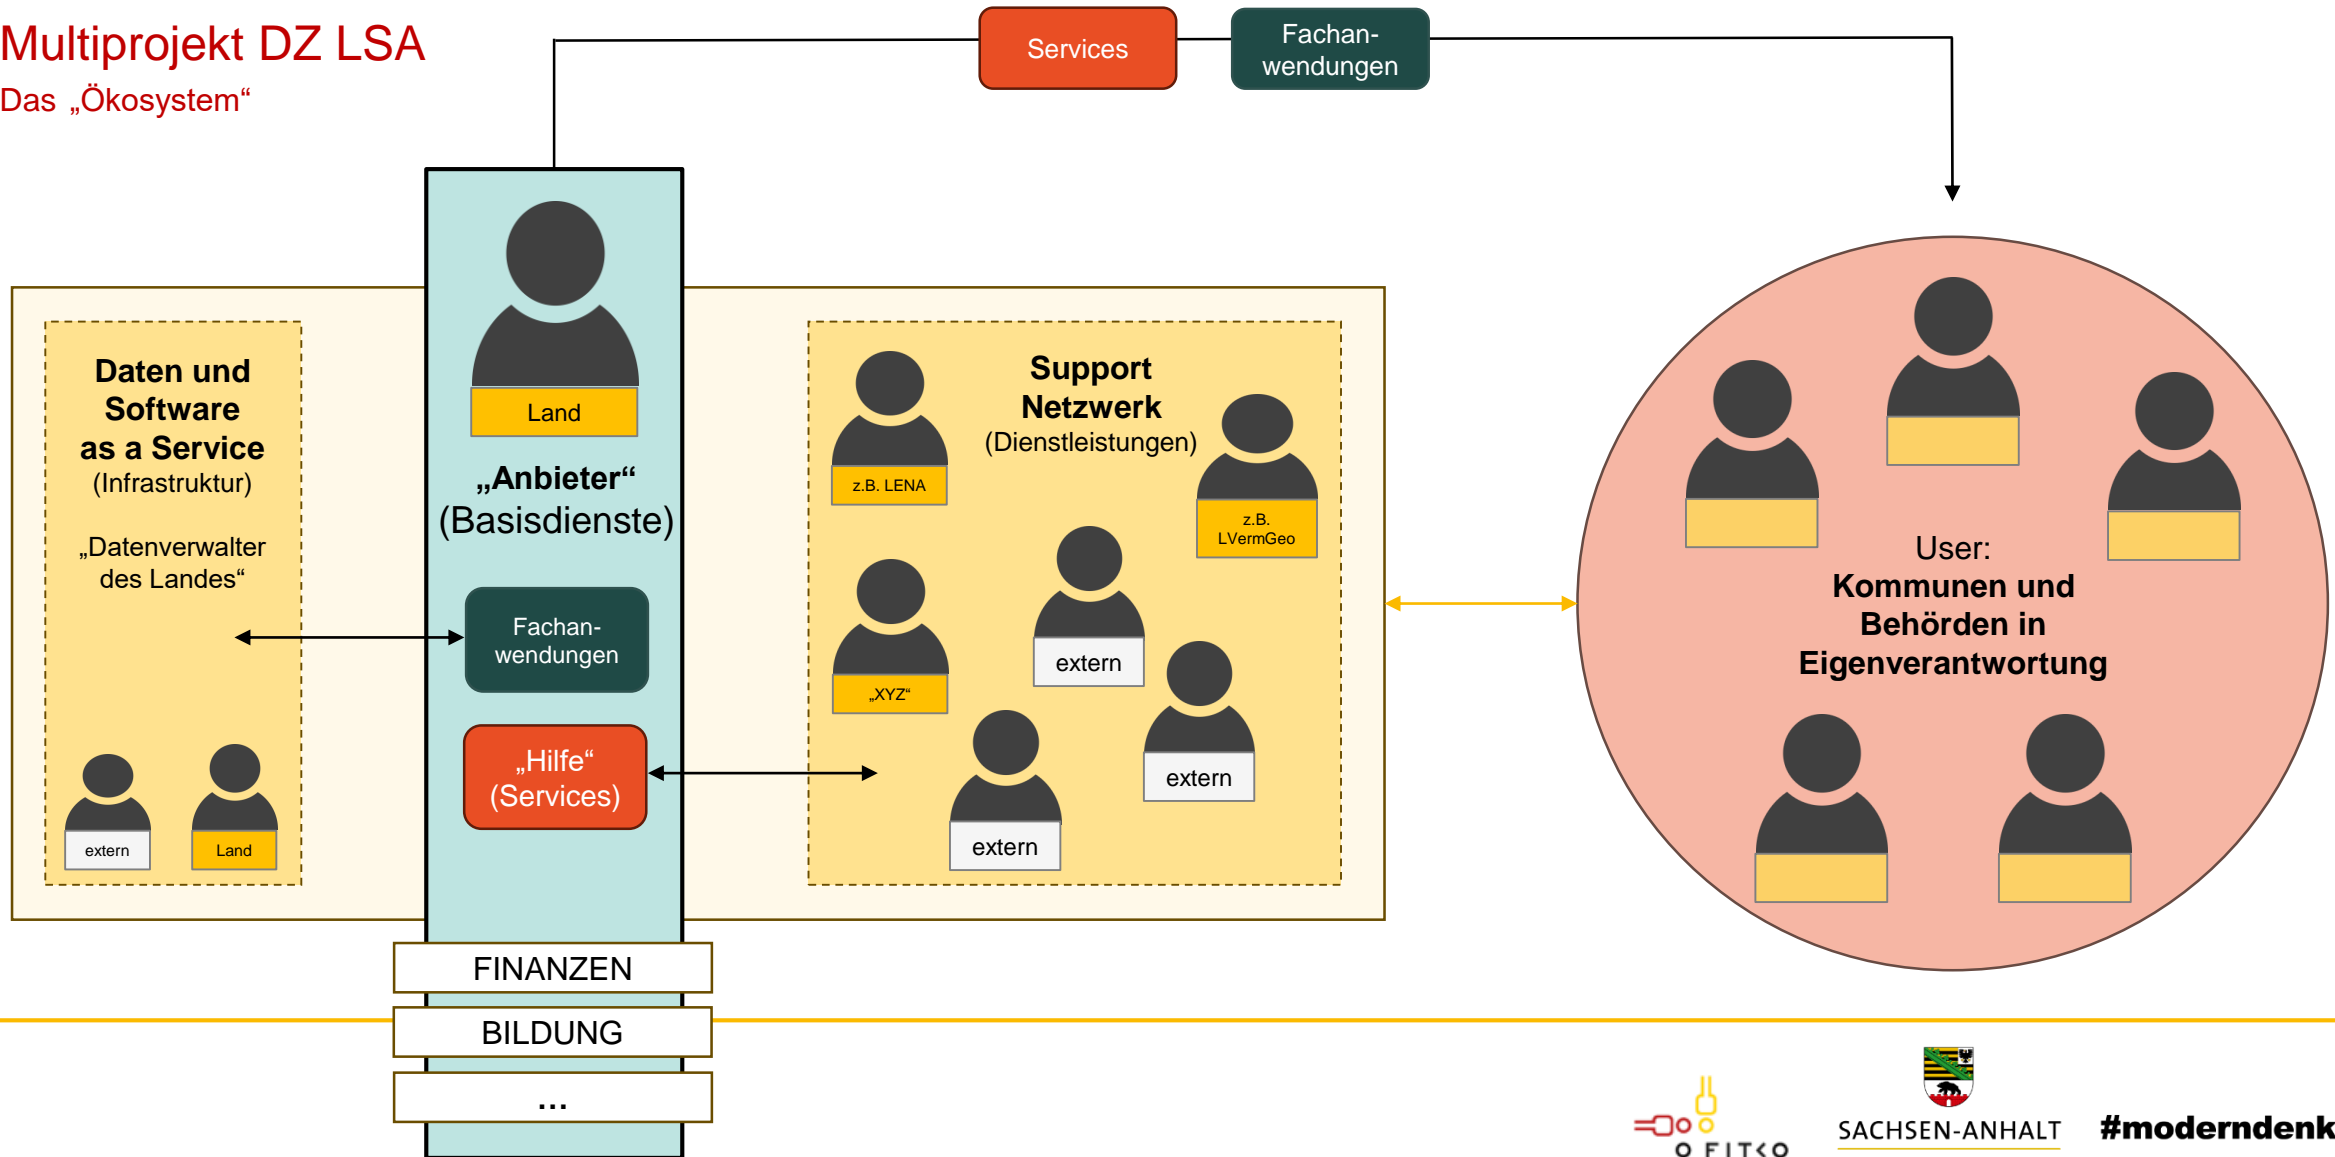 Multiprojekt DZ LSA
Das „Ökosystem“
Services
Fachan-
wendungen
Daten und
Software
as a Service
(Infrastruktur)
„Datenverwalter
des Landes“
extern
Land
Land
„Anbieter“
(Basisdienste)
Fachan-
wendungen
„Hilfe“
(Services)
Support
Netzwerk
(Dienstleistungen)
z.B. LENA
z.B.
LVermGeo
„XYZ“
extern
extern
extern
User:
Kommunen und
Behörden in
Eigenverantwortung
FINANZEN
BILDUNG
...
FITKO
SACHSEN-ANHALT
#moderndenk